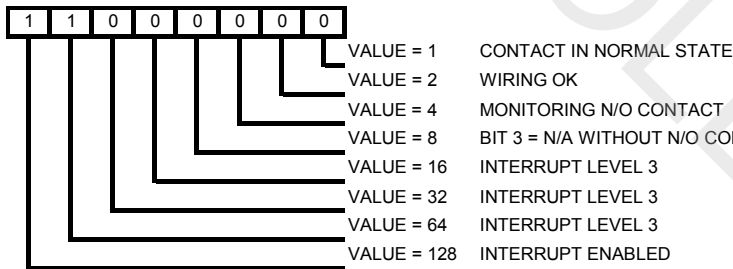 1 1 0 0 0 0 0 0
VALUE = 1 CONTACT IN NORMAL STATE
VALUE = 2 WIRING OK
VALUE = 4 MONITORING N/O CONTACT
VALUE = 8 BIT 3 = N/A WITHOUT N/O
VALUE = 16 INTERRUPT LEVEL 3
VALUE = 32 INTERRUPT LEVEL 3
VALUE = 64 INTERRUPT LEVEL 3
VALUE = 128 INTERRUPT ENABLED